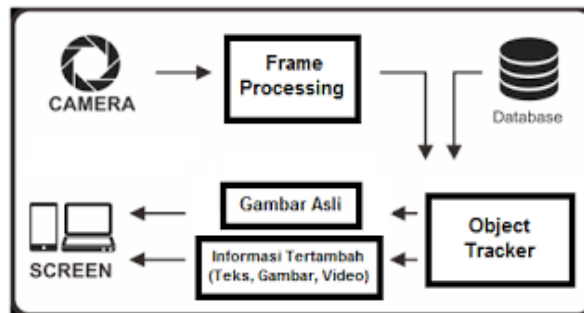 CAMERA
Frame
Processing
Database
Gambar Asli
Informasi Tertambah
(Teks, Gambar, Video)
Object
Tracker
SCREEN